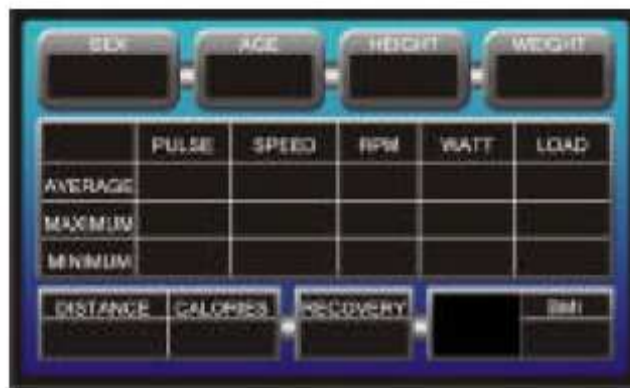 SEX AGE HEIGHT WEIGHT
PULSE SPEED RPM WATT LOAD
AVERAGE
MAXIMUM
MINIMUM
DISTANCE CALORIES RECOVERY BMI